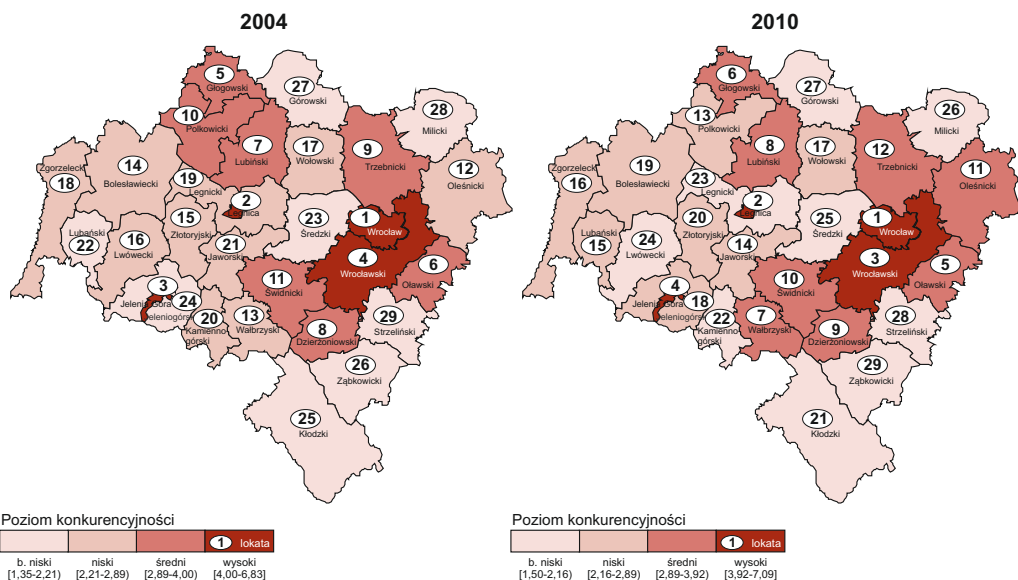 2004
5
Głogowski
27
Górowski
28
Milicki
10
Polkowicki
7
Lubiński
17
Wołowski
9
Trzebnicki
12
Oleśnicki
14
Bolesławiecki
Zgorzelecki
18
19
Legnicki
2
Legnica
23
Średzki
1
Wrocław
15
Złotoryjski
Lubański
22
16
Lwówecki
21
Jaworski
4
Wrocławski
6
Oławski
3
Jelenia Góra
24
Jeleniogórski
20
Kamienno-
górski
13
Wałbrzyski
11
Świdnicki
8
Dzierżoniowski
29
Strzeliński
26
Ząbkowicki
25
Kłodzki
Poziom konkurencyjności
1 lokata
b. niski niski średni wysoki
[1,35-2,21) [2,21-2,89) [2,89-4,00) [4,00-6,83)
2010
6
Głogowski
27
Górowski
26
Milicki
13
Polkowicki
8
Lubiński
17
Wołowski
12
Trzebnicki
11
Oleśnicki
19
Bolesławiecki
Zgorzelecki
16
23
Legnicki
2
Legnica
25
Średzki
1
Wrocław
20
Złotoryjski
Lubański
15
24
Lwówecki
14
Jaworski
3
Wrocławski
5
Oławski
4
Jelenia Góra
18
Jeleniogórski
22
Kamienno-
górski
7
Wałbrzyski
10
Świdnicki
9
Dzierżoniowski
28
Strzeliński
29
Ząbkowicki
21
Kłodzki
Poziom konkurencyjności
1 lokata
b. niski niski średni wysoki
[1,50-2,16) [2,16-2,89) [2,89-3,92) [3,92-7,09)